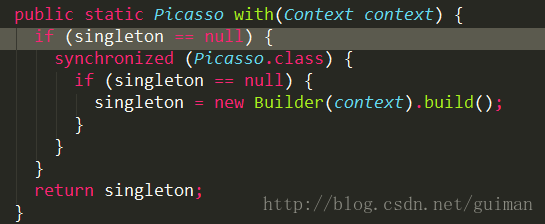 public static Picasso with(Context context) {
if (singleton == null) {
synchronized (Picasso.class) {
if (singleton == null) {
singleton = new Builder(context).build();
}
}
}
return singleton;
}
http://blog.csdn.net/guiman